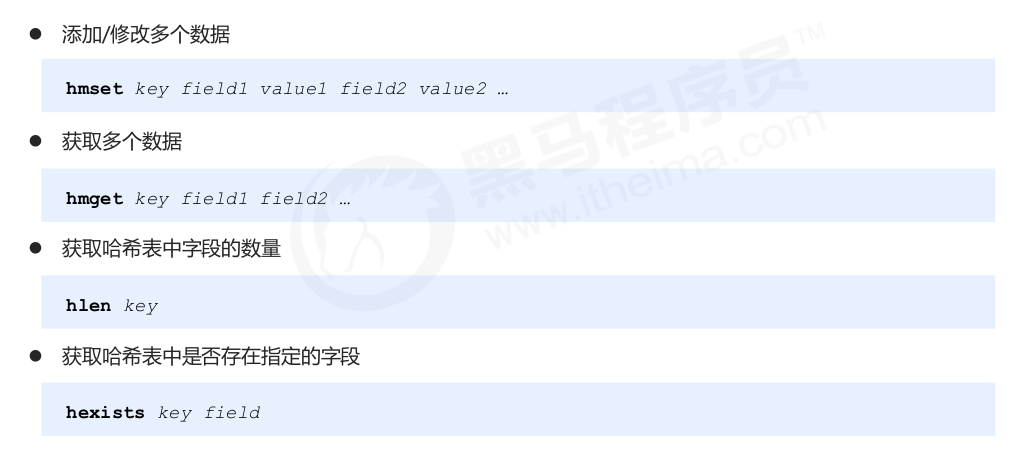 ● 添加/修改多个数据
hmset key field1 value1 field2 value2 …
● 获取多个数据
hmget key field1 field2 …
● 获取哈希表中字段的数量
hlen key
● 获取哈希表中是否存在指定的字段
hexists key field
黑马程序员™
www.itheima.com